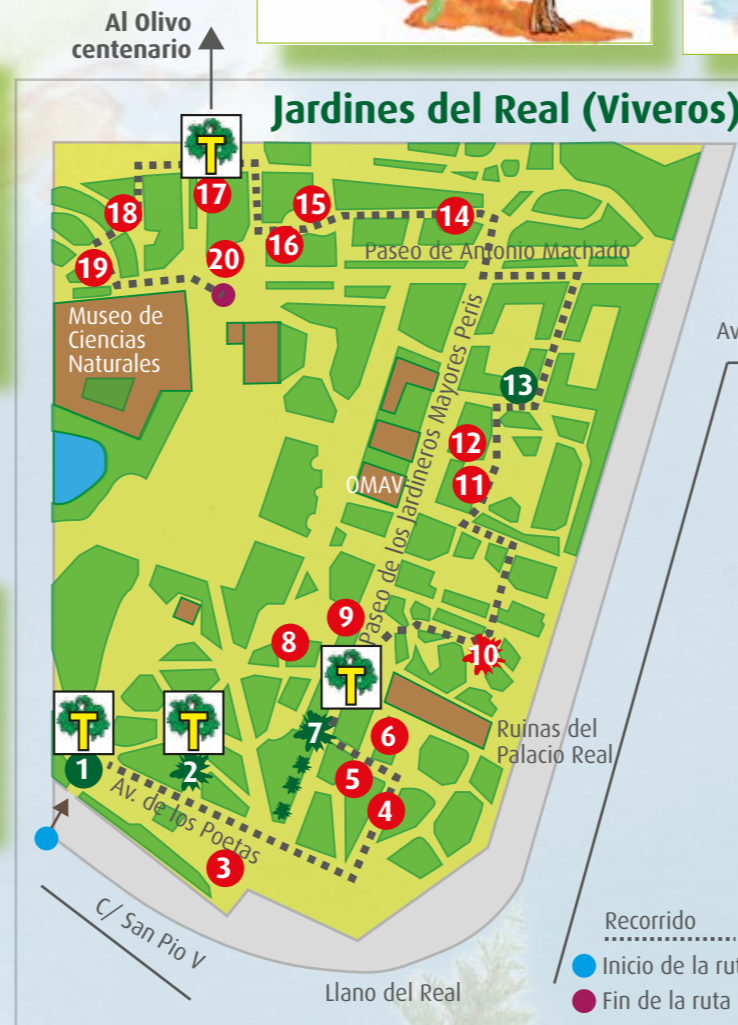 Al Olivo
centenario
Jardines del Real (Viveros)
T
17
18
15
14
16
19
20
Paseo de Antonio Machado
Museo de
Ciencias
Naturales
Av
13
12
11
OMAV
Paseo de los Jardineros Mayores Peris
9
8
10
T
Ruinas del
Palacio Real
T
T
7
6
1
2
5
4
Av. de los Poetas
3
C/ San Pio V
Llano del Real
Recorrido
Inicio de la rut
Fin de la ruta